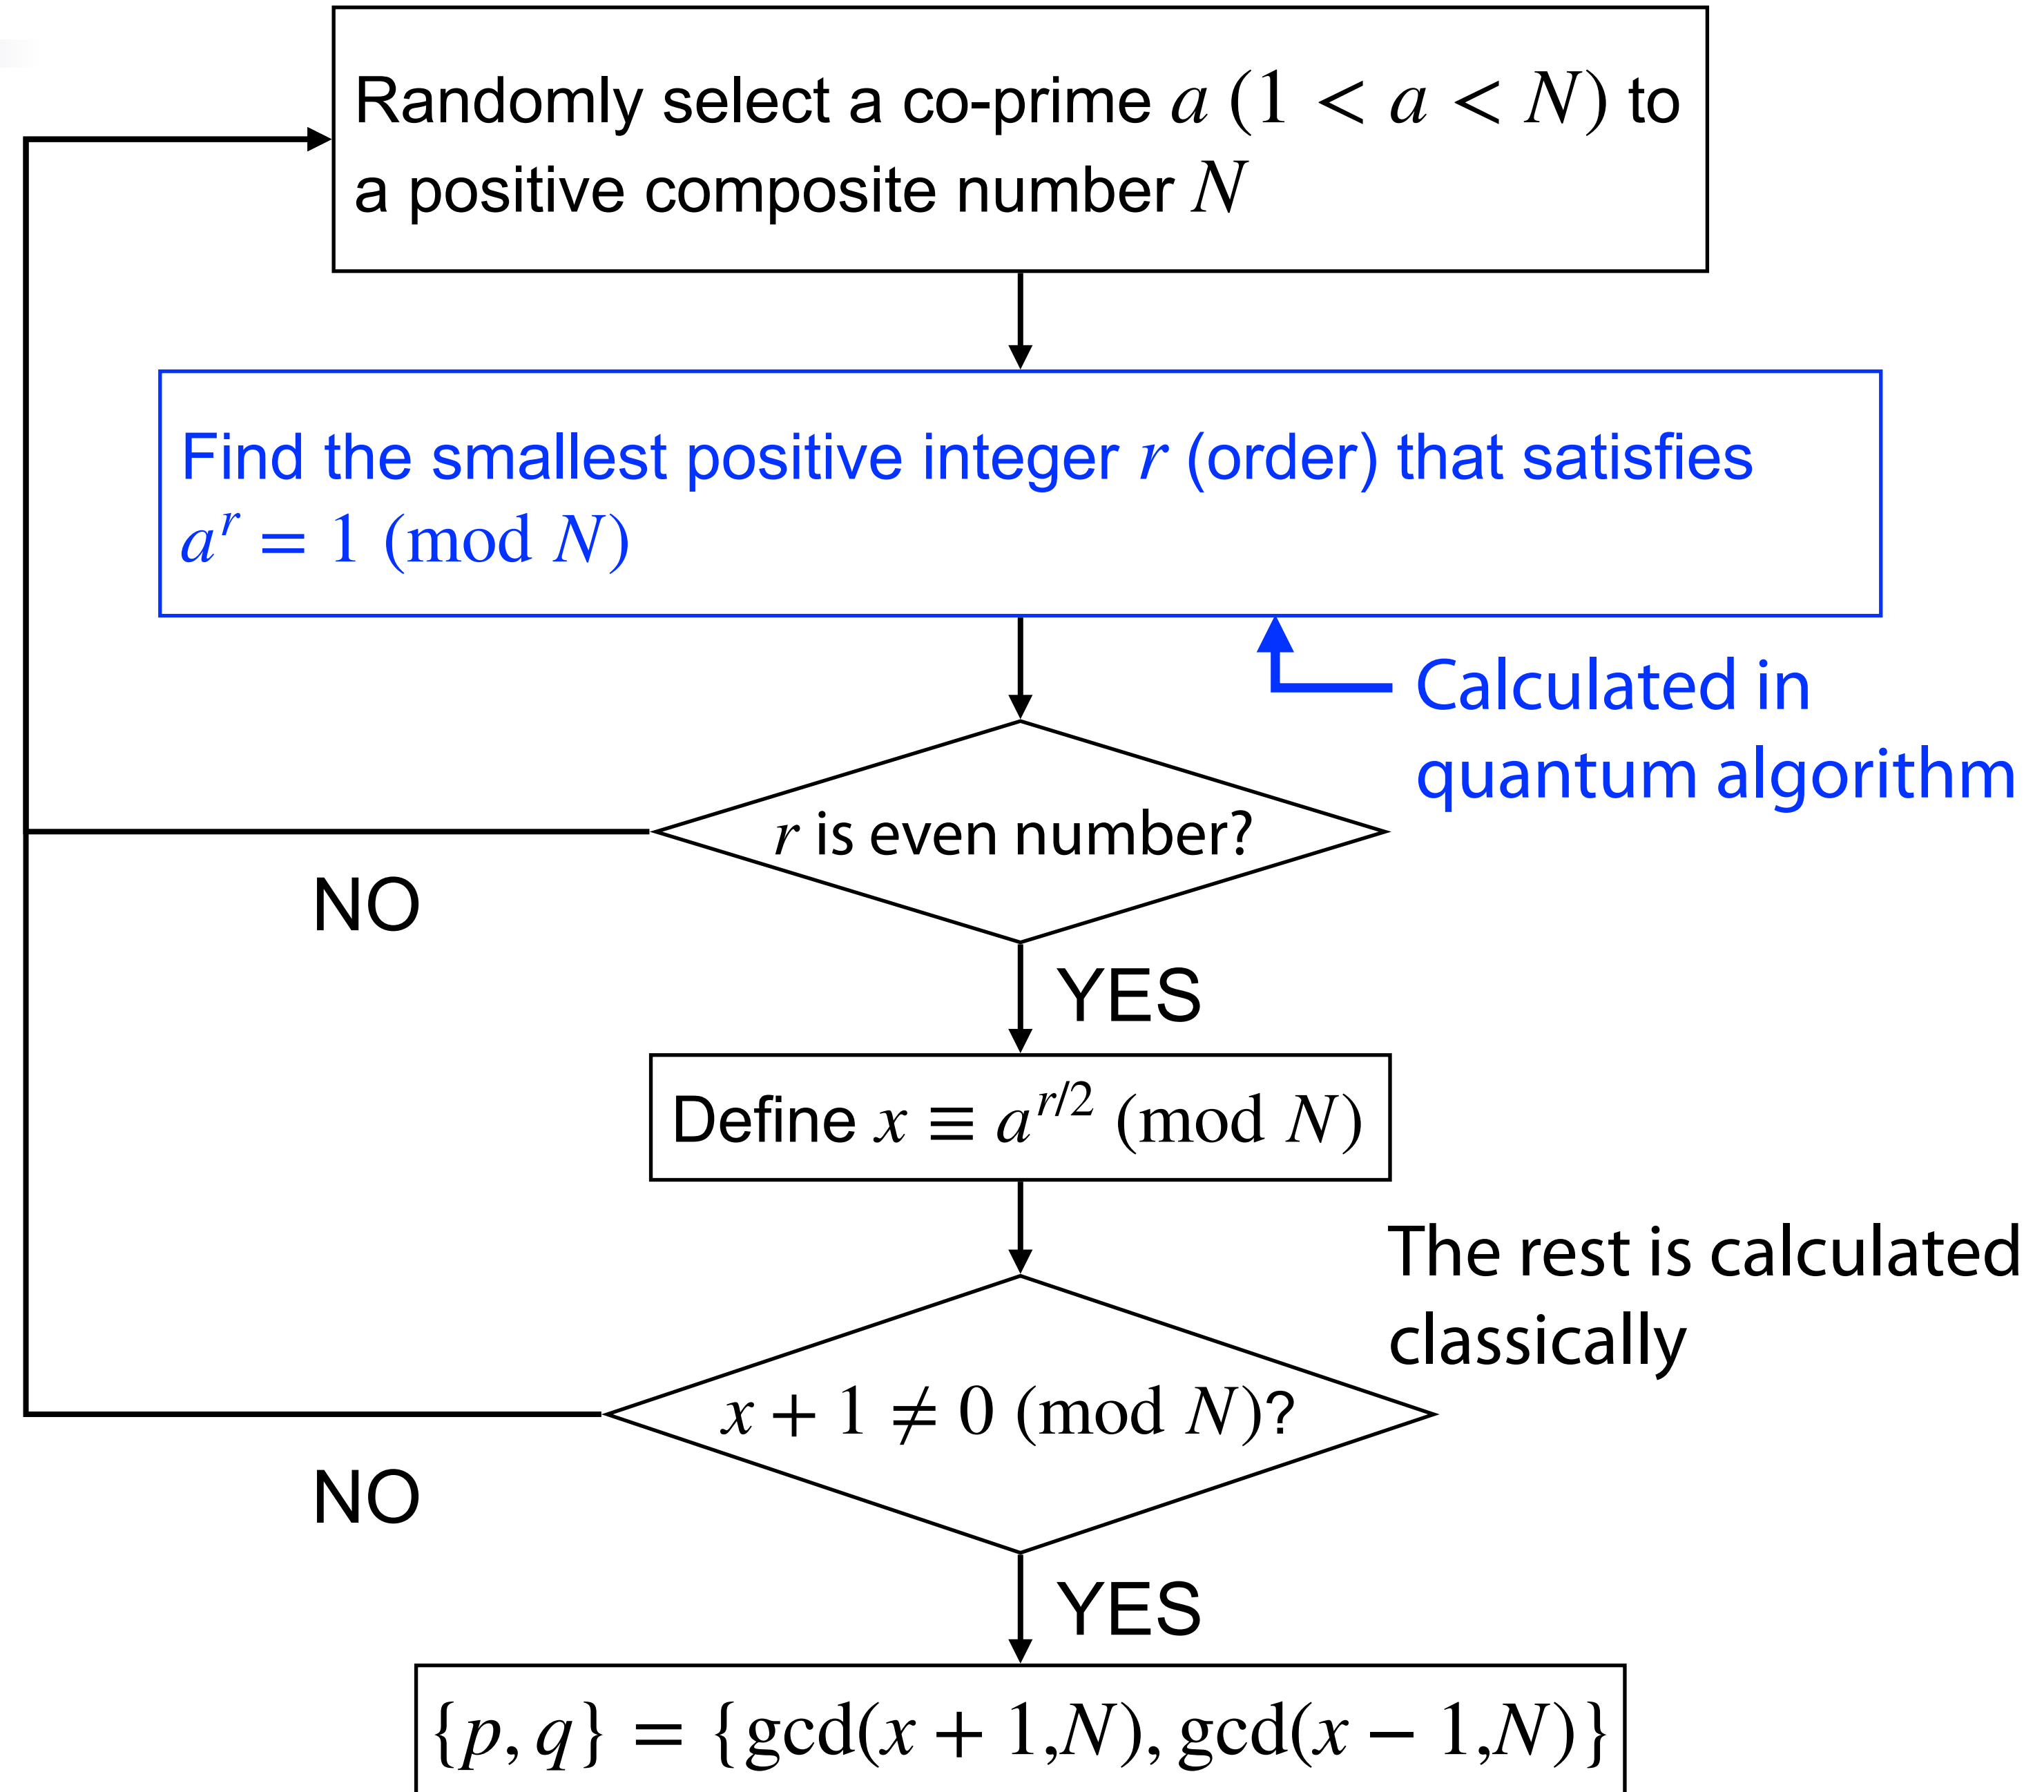 Randomly select a co-prime a (1 < a < N) to
a positive composite number N
Find the smallest positive integer r (order) that satisfies
a^r = 1 (mod N)
Calculated in
quantum algorithm
r is even number?
NO
YES
Define x ≡ a^{r/2} (mod N)
The rest is calculated
classically
x + 1 ≠ 0 (mod N)?
NO
YES
{p, q} = {gcd(x + 1,N), gcd(x − 1,N)}